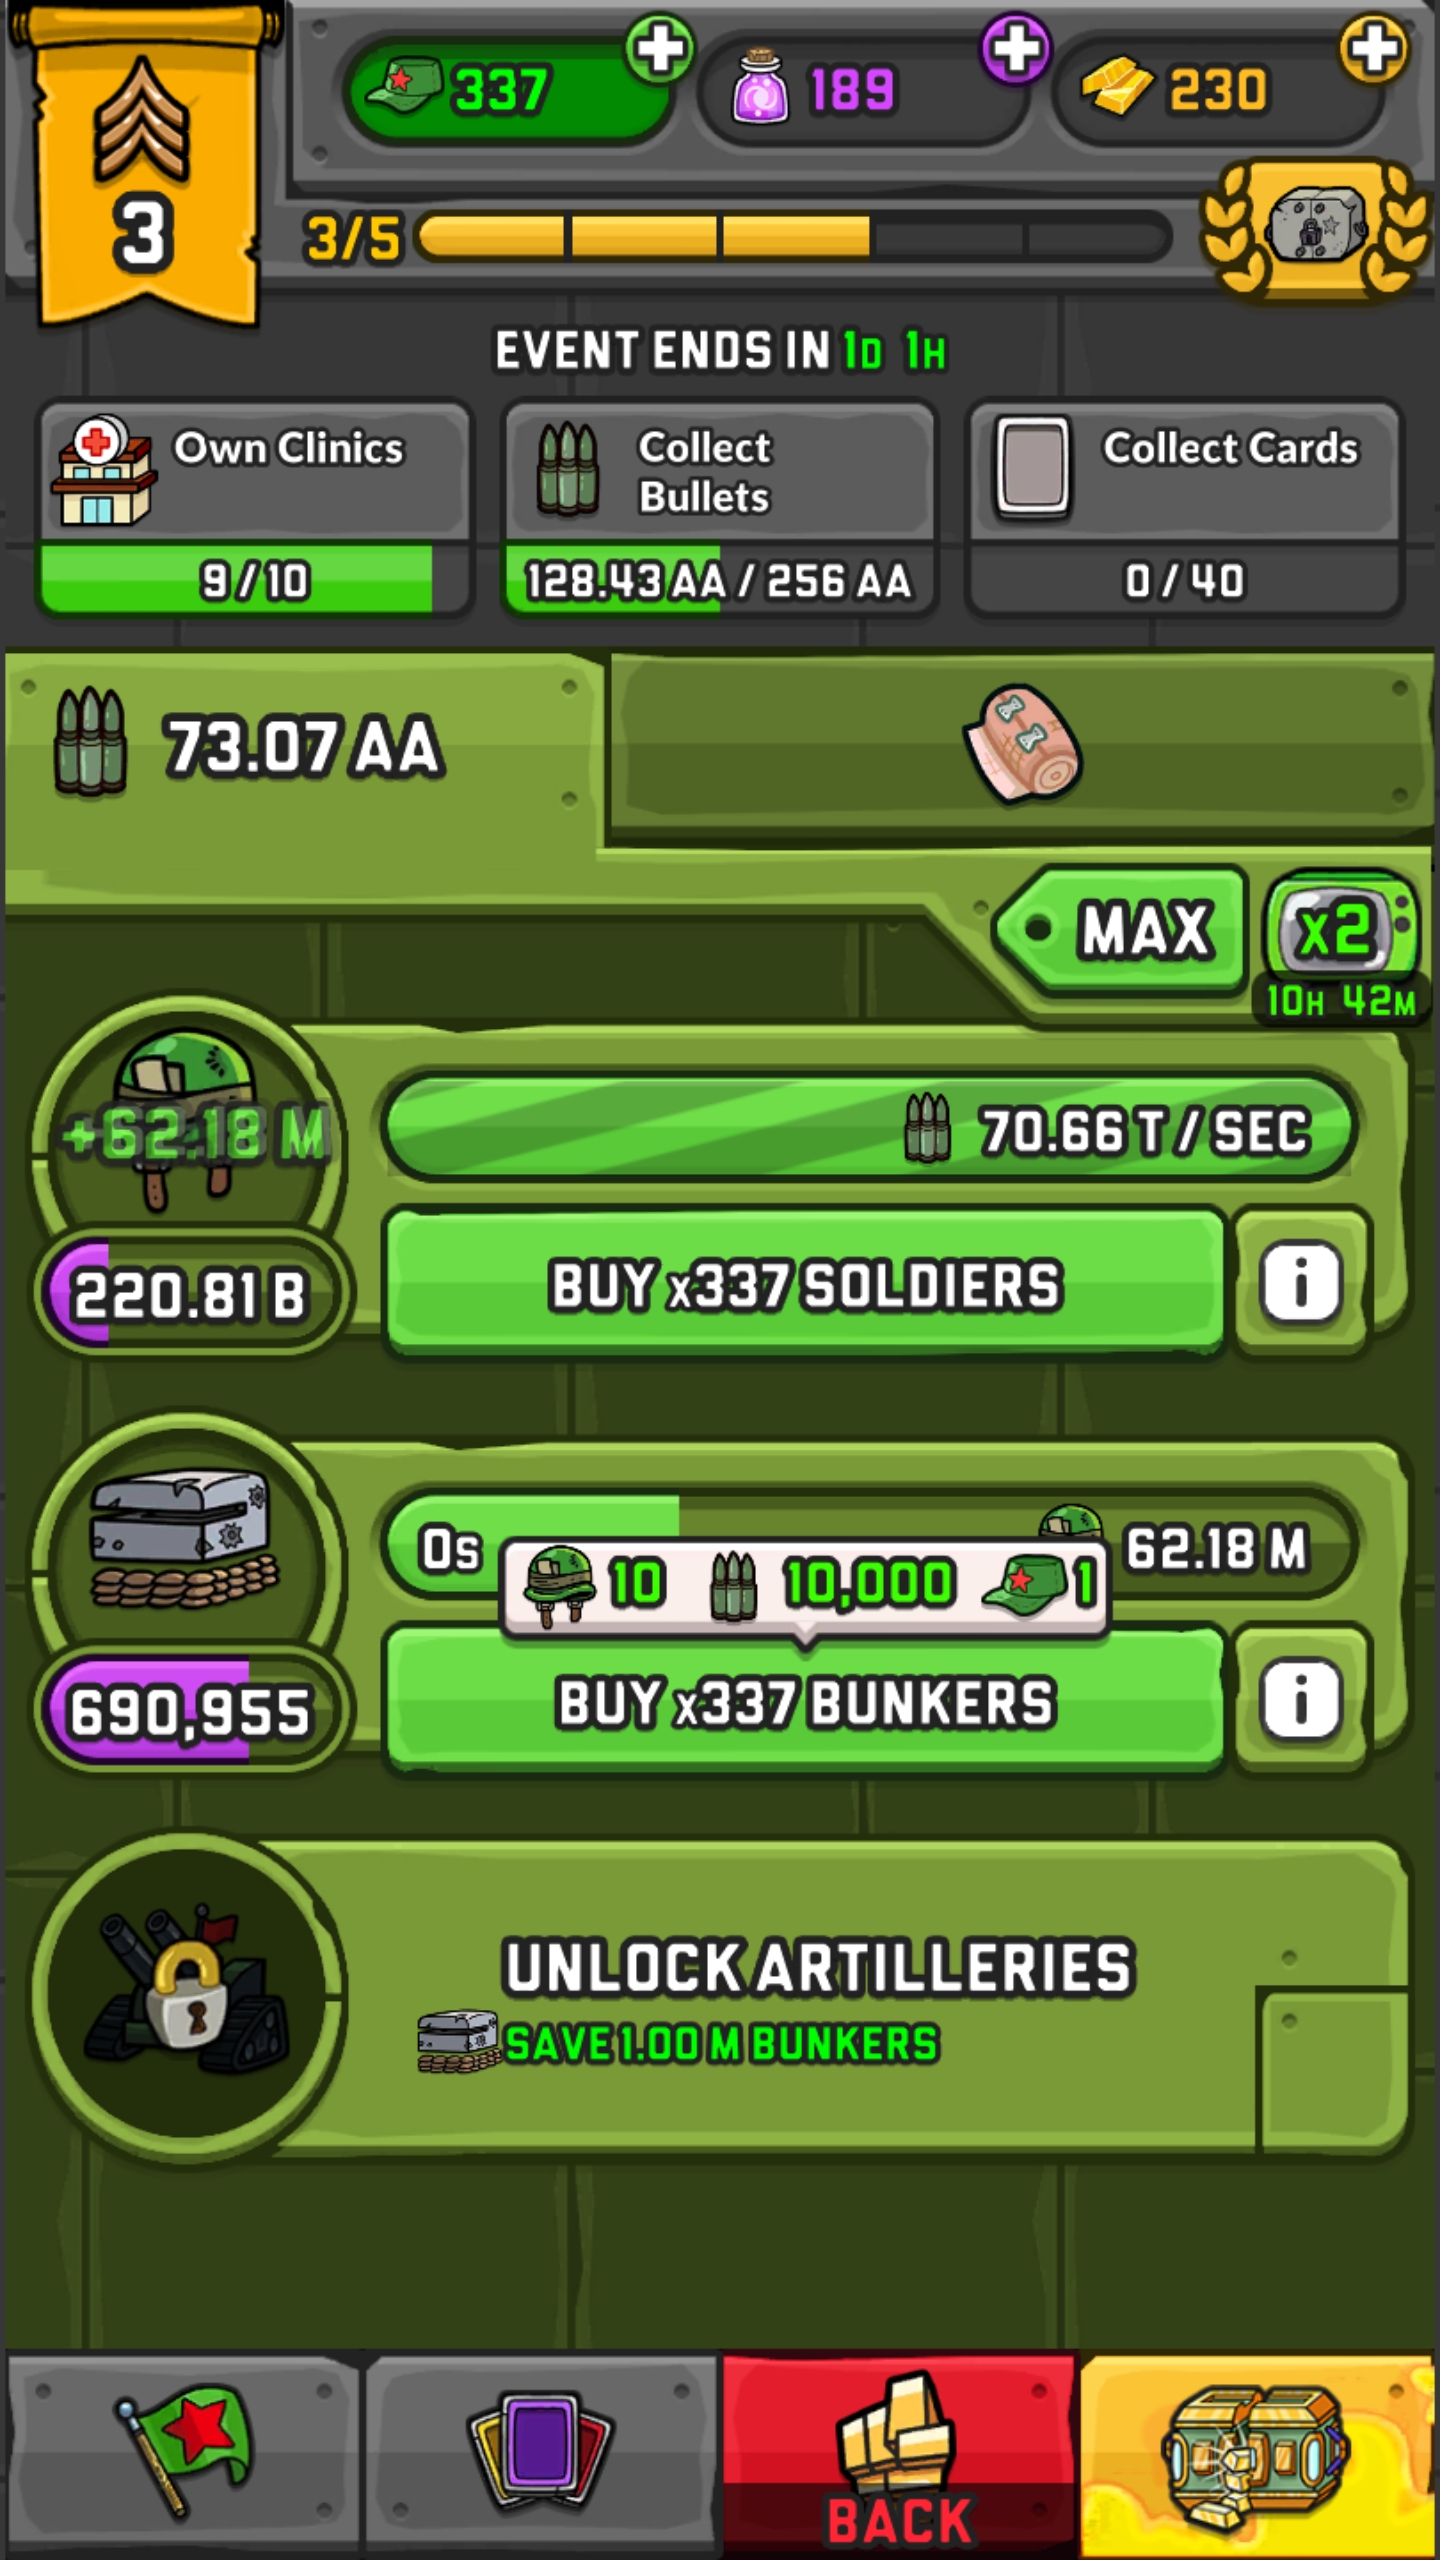 337
189
230
3
3/5
EVENT ENDS IN 1D 1H
Own Clinics
9/10
Collect
Bullets
128.43 AA / 256 AA
Collect Cards
0/40
73.07 AA
MAX
x2
10H 42M
+62.18 M
70.66 T / SEC
220.81 B
BUY x337 SOLDIERS
i
0s
62.18 M
10
10,000
1
690,955
BUY x337 BUNKERS
i
UNLOCK ARTILLERIES
SAVE 1.00 M BUNKERS
BACK